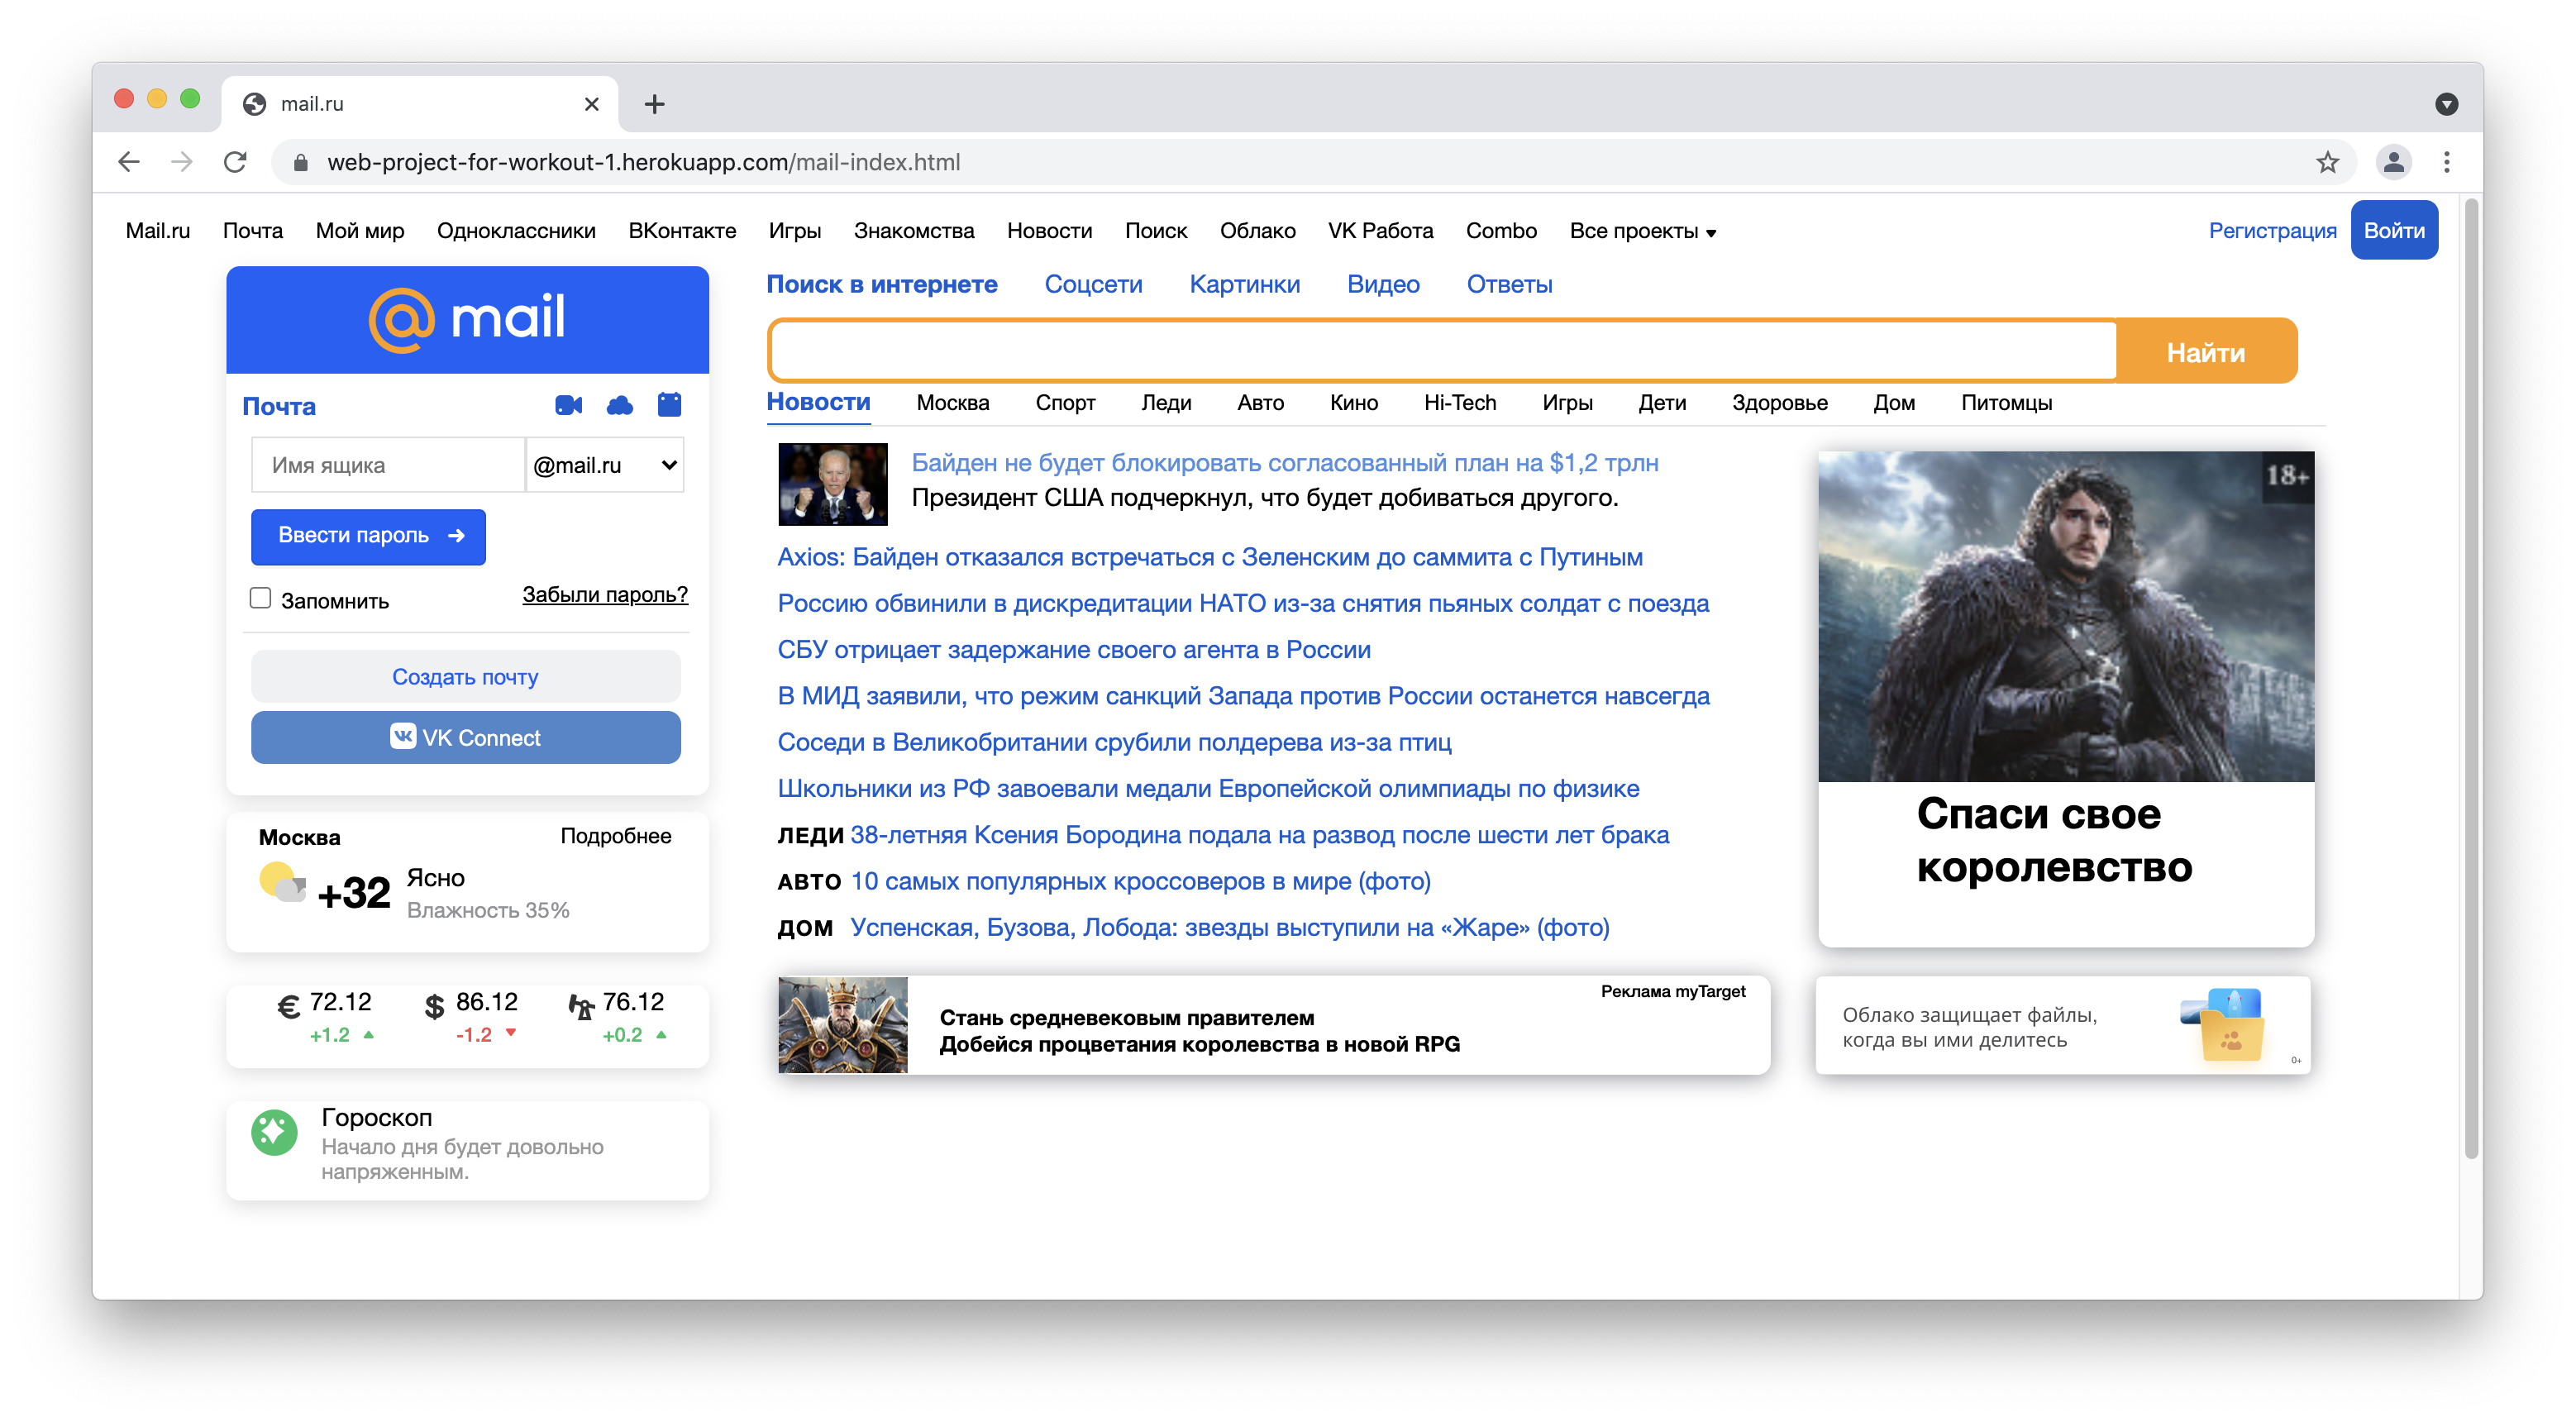 mail.ru
web-project-for-workout-1.herokuapp.com/mail-index.html
Mail.ru Почта Мой мир Одноклассники ВКонтакте Игры Знакомства Новости Поиск Облако VK Работа Combo Все проекты Регистрация Войти
@ mail
Почта
Имя ящика @mail.ru
Ввести пароль
Запомнить Забыли пароль?
Создать почту
VK Connect
Москва Подробнее
+32 Ясно
Влажность 35%
€ 72.12 $ 86.12 76.12
+1.2 -1.2 +0.2
Гороскоп
Начало дня будет довольно
напряженным.
Поиск в интернете Соцсети Картинки Видео Ответы
Найти
Новости Москва Спорт Леди Авто Кино Hi-Tech Игры Дети Здоровье Дом Питомцы
Байден не будет блокировать согласованный план на $1,2 трлн
Президент США подчеркнул, что будет добиваться другого.
Axios: Байден отказался встречаться с Зеленским до саммита с Путиным
Россию обвинили в дискредитации НАТО из-за снятия пьяных солдат с поезда
СБУ отрицает задержание своего агента в России
В МИД заявили, что режим санкций Запада против России останется навсегда
Соседи в Великобритании срубили полдерева из-за птиц
Школьники из РФ завоевали медали Европейской олимпиады по физике
ЛЕДИ 38-летняя Ксения Бородина подала на развод после шести лет брака
АВТО 10 самых популярных кроссоверов в мире (фото)
ДОМ Успенская, Бузова, Лобода: звезды выступили на «Жаре» (фото)
Реклама myTarget
Стань средневековым правителем
Добейся процветания королевства в новой RPG
18+
Спаси свое
королевство
Облако защищает файлы,
когда вы ими делитесь
0+